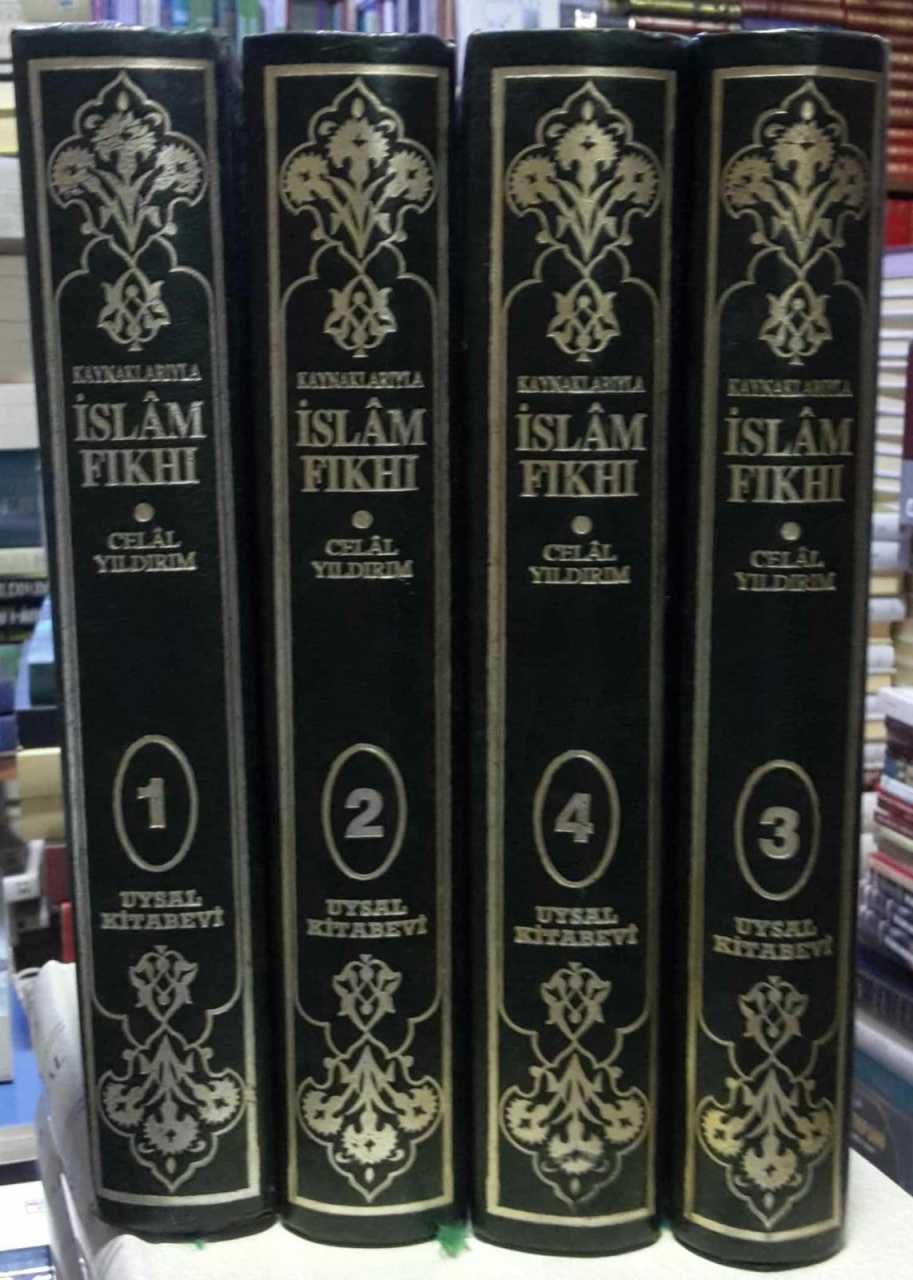 KAYNAKLARIYLA
İSLÂM
FIKHI
CELÂL
YILDIRIM
1
UYSAL
KİTABEVİ
KAYNAKLARIYLA
İSLÂM
FIKHI
CELÂL
YILDIRIM
2
UYSAL
KİTABEVİ
KAYNAKLARIYLA
İSLÂM
FIKHI
CELÂL
YILDIRIM
4
UYSAL
KİTABEVİ
KAYNAKLARIYLA
İSLÂM
FIKHI
CELÂL
YILDIRIM
3
UYSAL
KİTABEVİ